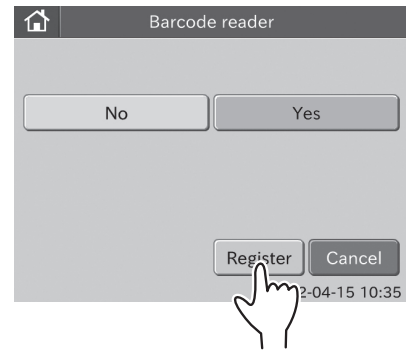 Barcode reader
No
Yes
Register
Cancel
2-04-15 10:35